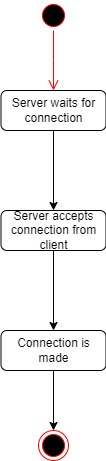 Server waits for
connection
Server accepts
connection from
client
Connection is
made